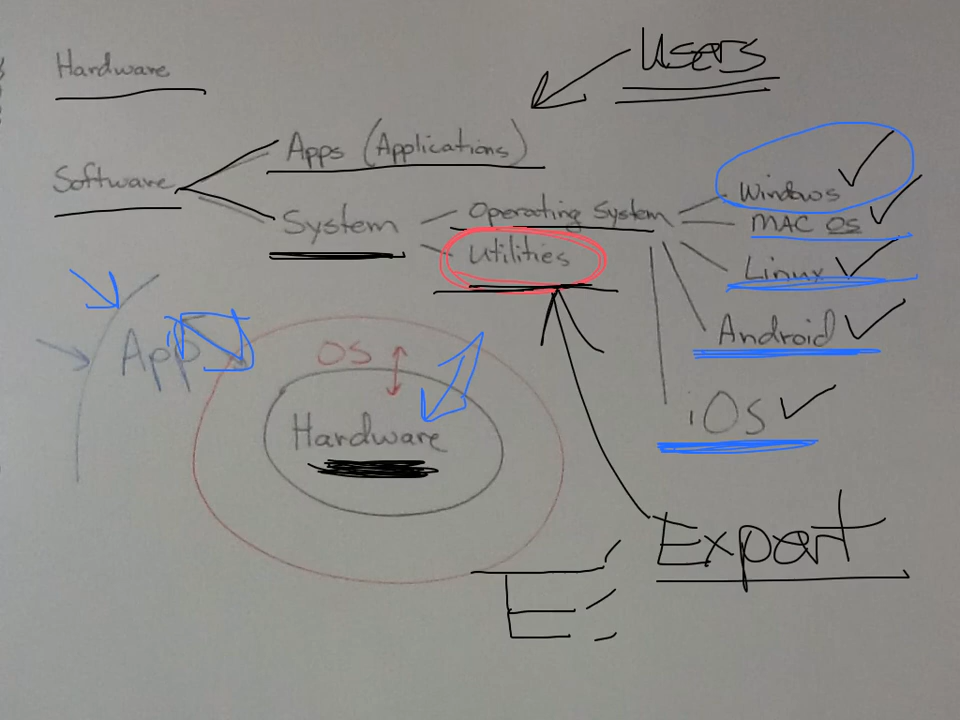 Users
Hardware
Apps (Applications)
Software
System
Operating System
Utilities
Windows
MAC OS
Linux
Android
iOS
App
OS
Hardware
Expert